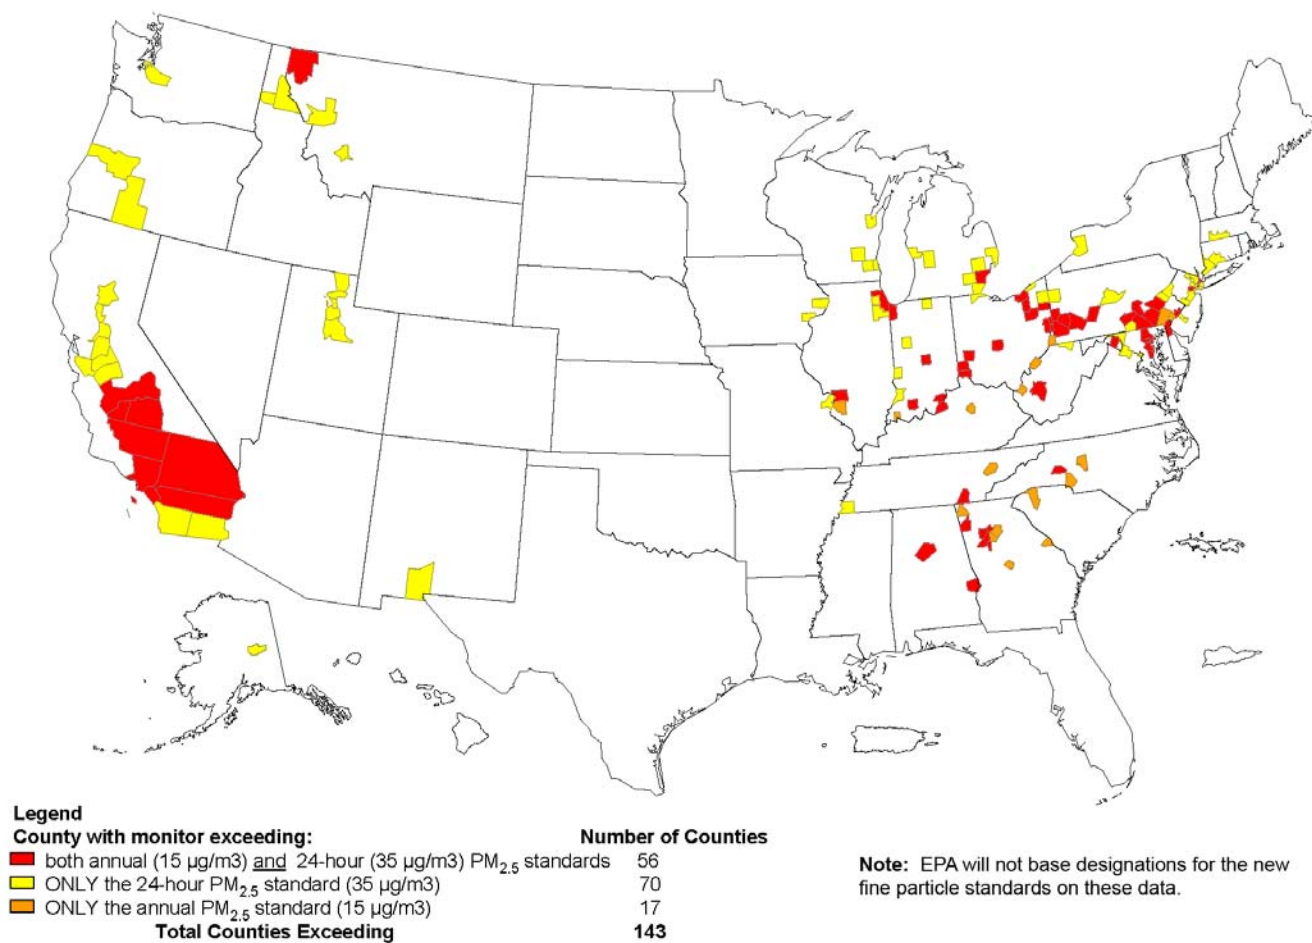 Legend
County with monitor exceeding: Number of Counties
both annual (15 µg/m3) and 24-hour (35 µg/m3) PM2.5 standards 56
ONLY the 24-hour PM2.5 standard (35 µg/m3) 70
ONLY the annual PM2.5 standard (15 µg/m3) 17
Total Counties Exceeding 143
Note: EPA will not base designations for the new
fine particle standards on these data.